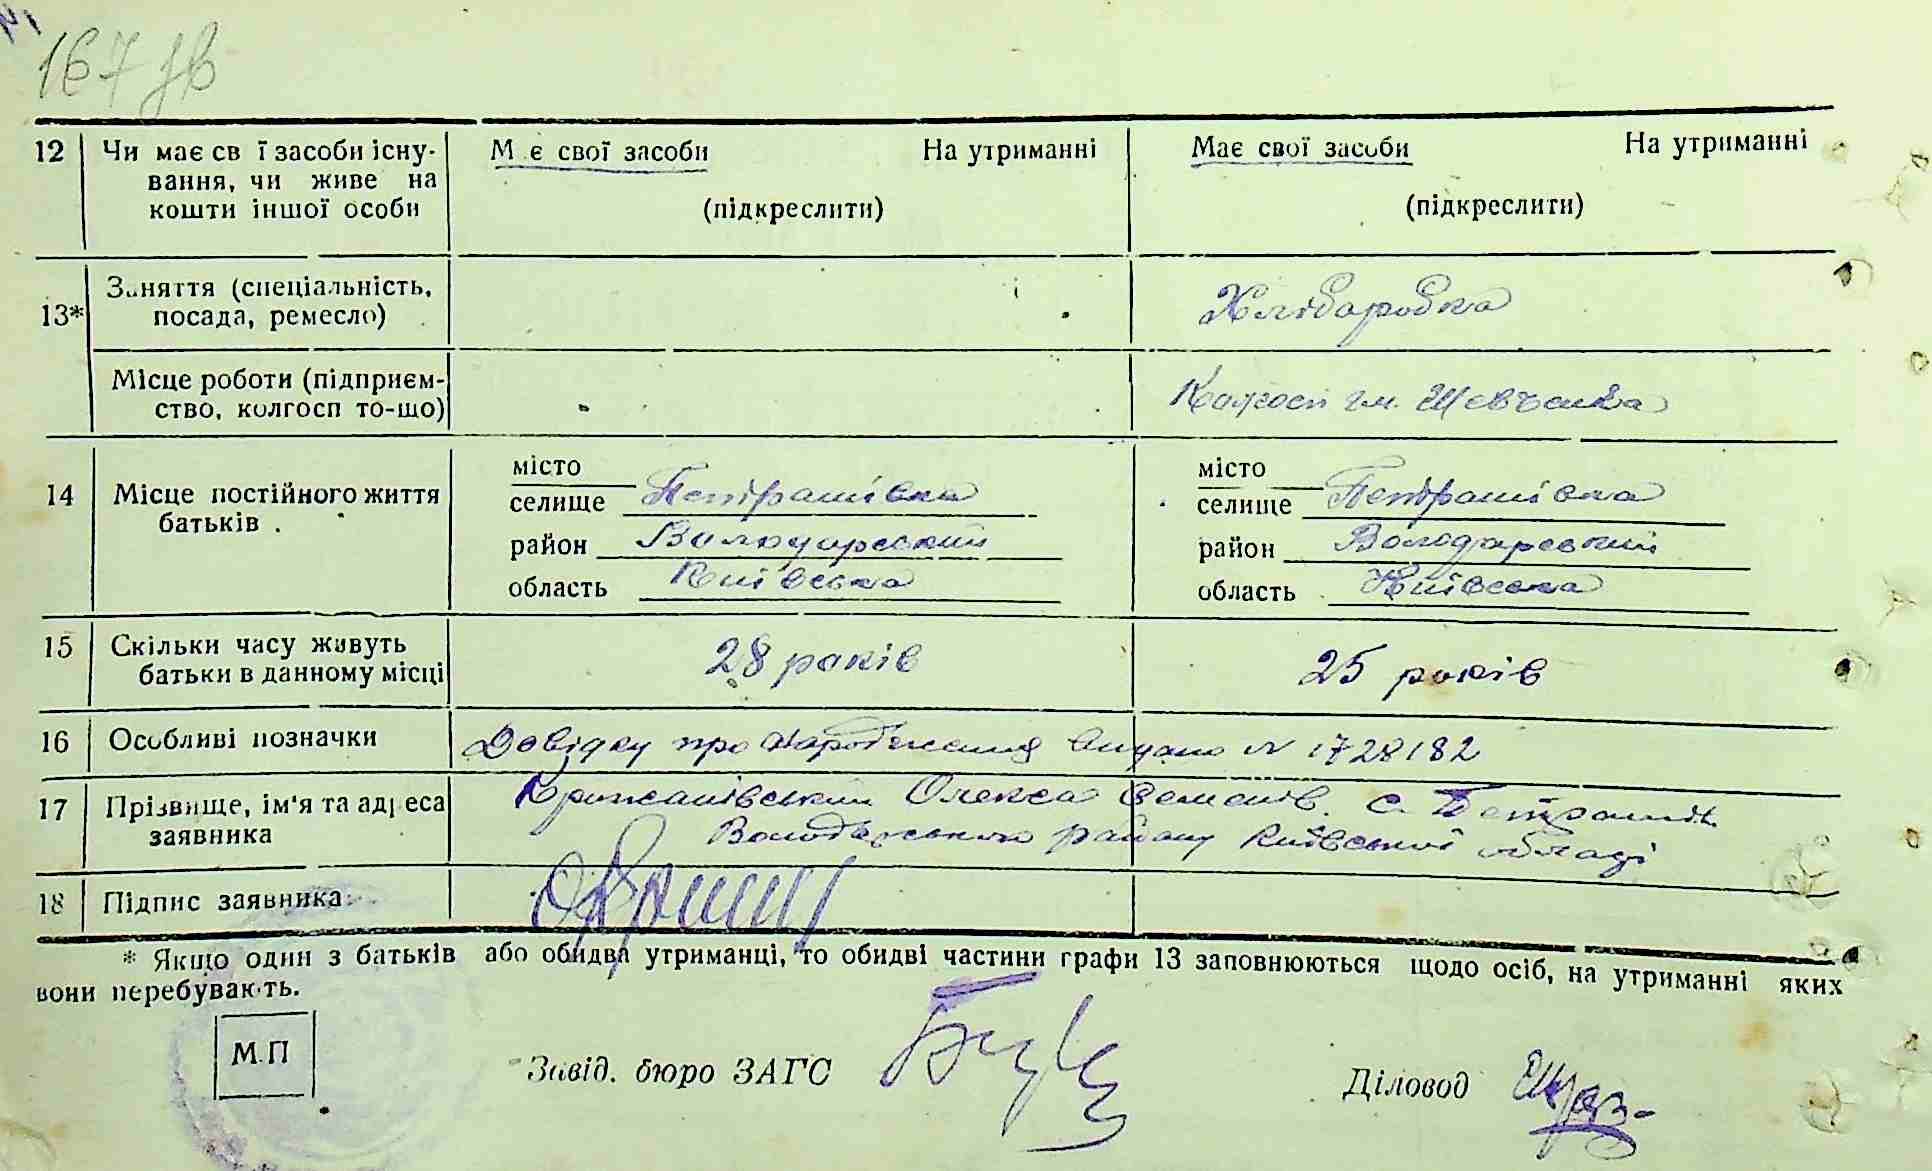 167 зв
12 Чи має св ї засоби існу- М є свої засоби На утриманні Має свої засоби На утриманні
вання, чи живе на
кошти іншої особи (підкреслити) (підкреслити)
Заняття (спеціальність, Хліборобка
13* посада, ремесло)
Місце роботи (підприєм- Колгосп ім. Шевченка
ство, колгосп то-що)
місто місто
14 Місце постійного життя селище Петрашівка селище Петрашівка
батьків район Володарський район Володарський
область Київська область Київська
15 Скільки часу живуть 28 років 25 років
батьки в данному місці
16 Особливі позначки Довідку про народження видано N 1728182
17 Прізвище, ім'я та адреса Крижанівський Олекса Семенів. с. Петрашів.
заявника Володарського району Київської області
18 Підпис заявника
* Якщо один з батьків або обидва утриманці, то обидві частини графи 13 заповнюються щодо осіб, на утриманні яких
вони перебувають.
М.П Завід. бюро ЗАГС Діловод